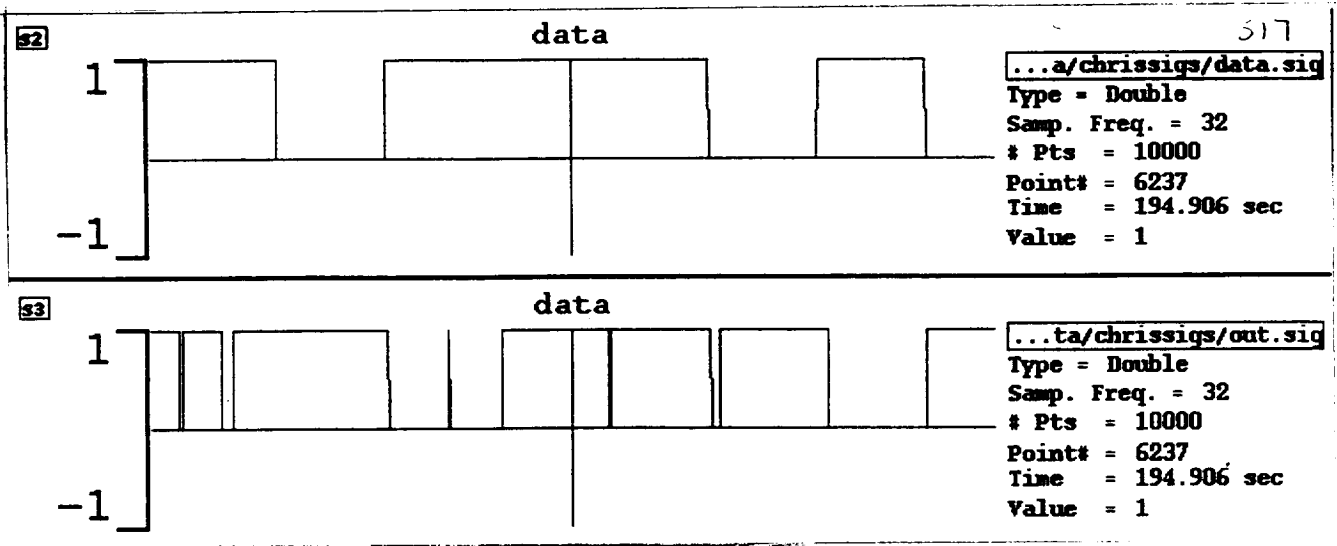 s2
data
517
1
-1
...a/chrissigs/data.sig
Type = Double
Samp. Freq. = 32
# Pts = 10000
Point# = 6237
Time = 194.906 sec
Value = 1
s3
data
1
-1
...ta/chrissigs/out.sig
Type = Double
Samp. Freq. = 32
# Pts = 10000
Point# = 6237
Time = 194.906 sec
Value = 1